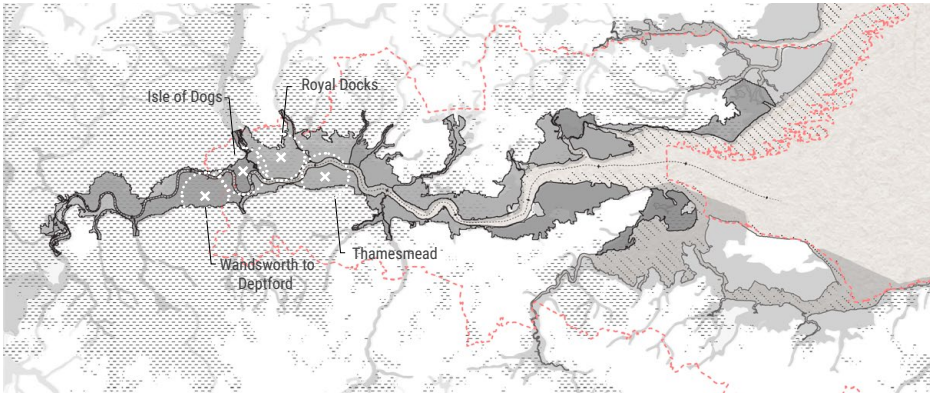 Royal Docks
Isle of Dogs
Thamesmead
Wandsworth to
Deptford